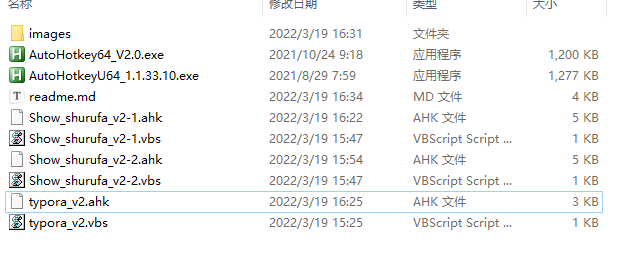 名称 修改日期 类型 大小
images 2022/3/19 16:31 文件夹
AutoHotkey64_V2.0.exe 2021/10/24 9:18 应用程序 1,200 KB
AutoHotkeyU64_1.1.33.10.exe 2021/8/29 7:59 应用程序 1,277 KB
readme.md 2022/3/19 16:34 MD 文件 4 KB
Show_shurufa_v2-1.ahk 2022/3/19 16:22 AHK 文件 5 KB
Show_shurufa_v2-1.vbs 2022/3/19 15:47 VBScript Script ... 1 KB
Show_shurufa_v2-2.ahk 2022/3/19 15:54 AHK 文件 5 KB
Show_shurufa_v2-2.vbs 2022/3/19 15:47 VBScript Script ... 1 KB
typora_v2.ahk 2022/3/19 16:25 AHK 文件 3 KB
typora_v2.vbs 2022/3/19 15:25 VBScript Script ... 1 KB